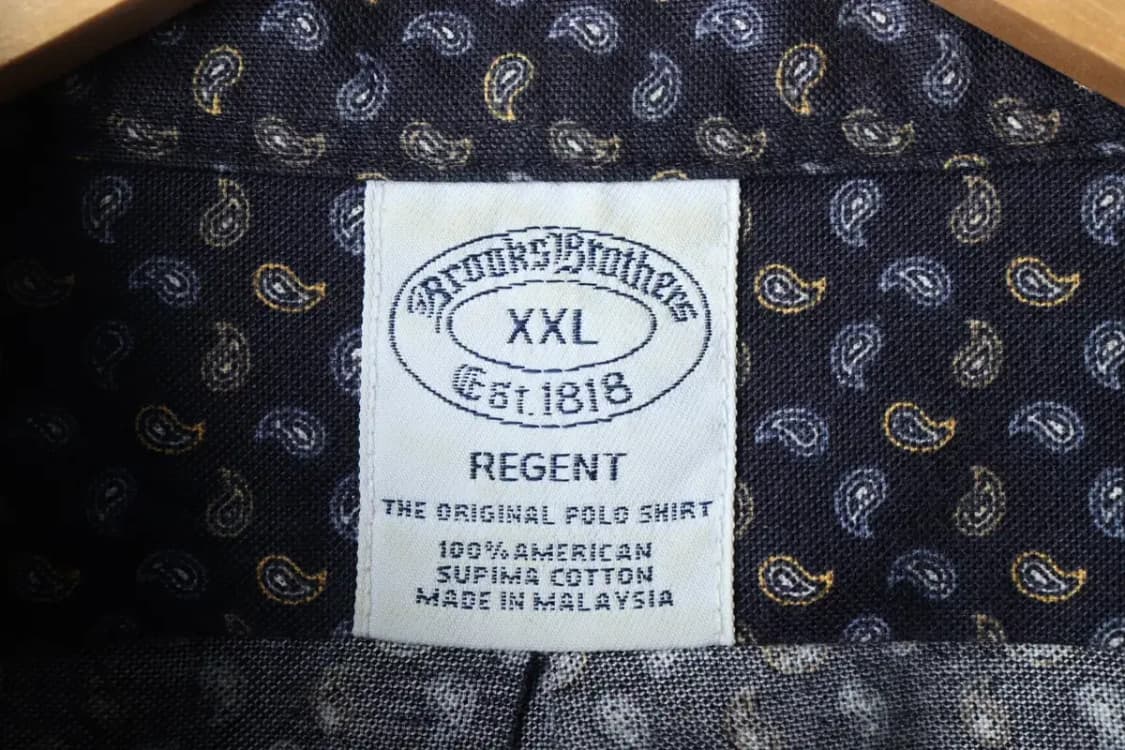 Brooks Brothers
XXL
Est. 1818
REGENT
THE ORIGINAL POLO SHIRT
100% AMERICAN
SUPIMA COTTON
MADE IN MALAYSIA